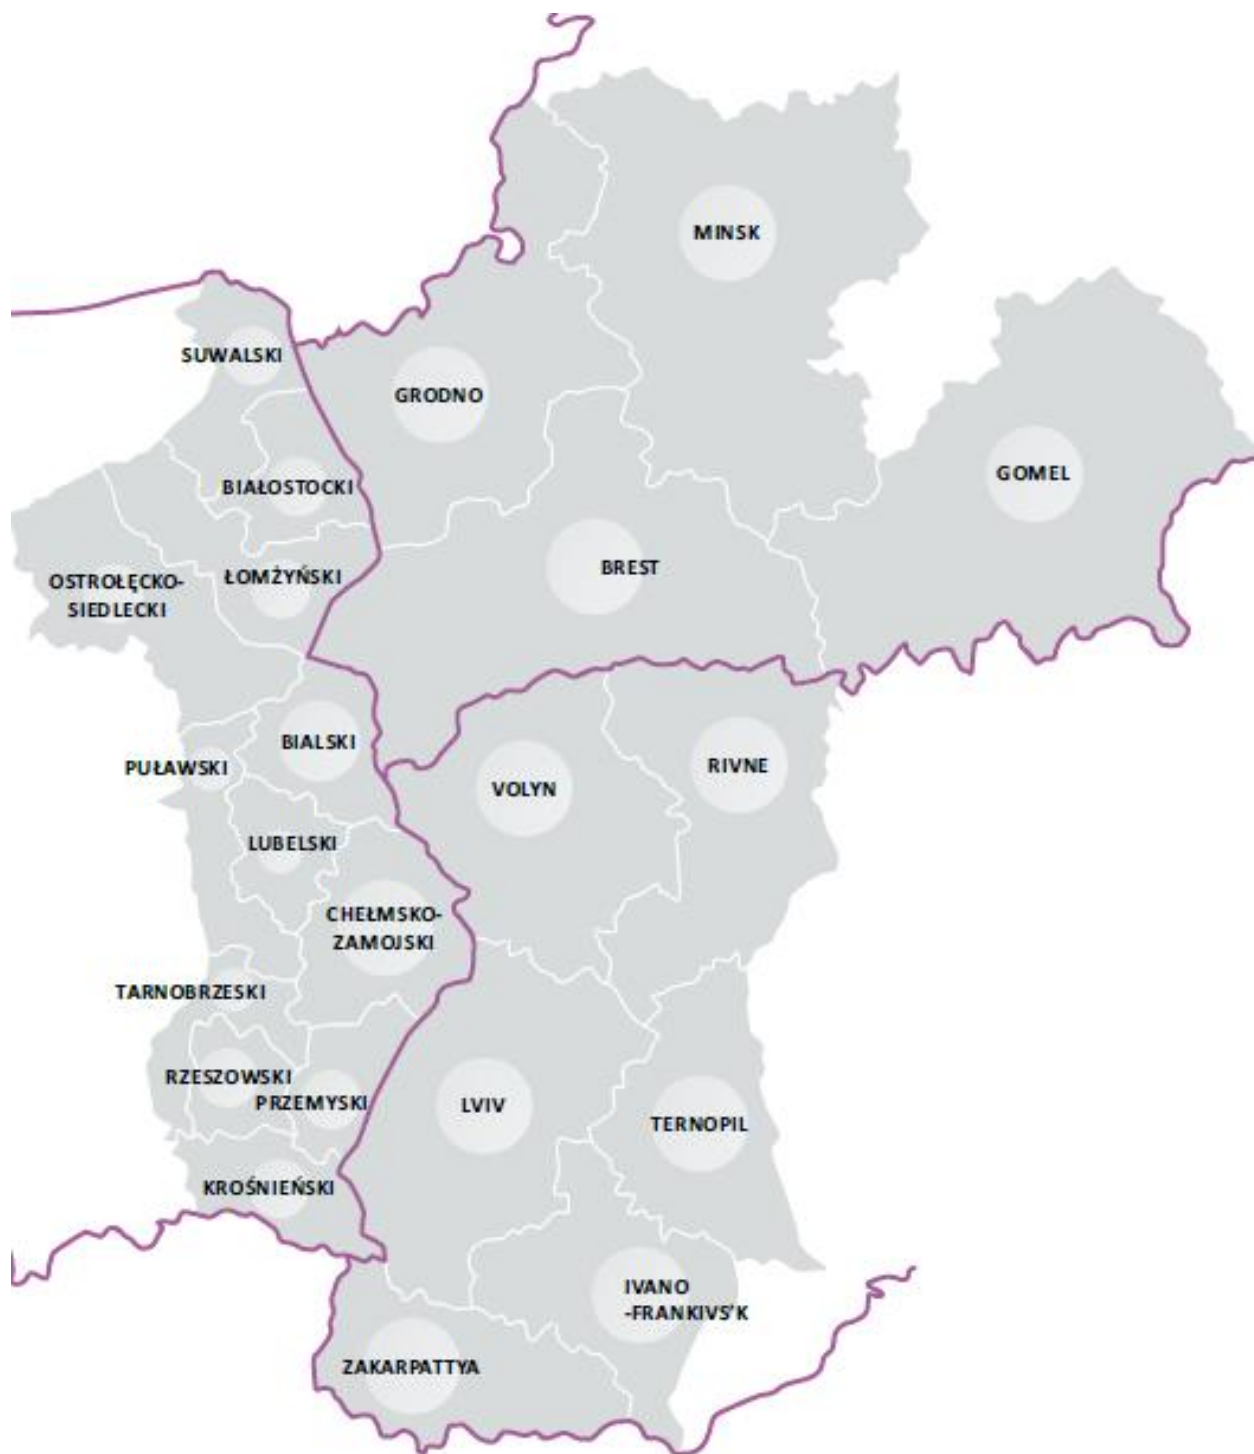 MINSK
SUWALSKI
GRODNO
GOMEL
BIAŁOSTOCKI
BREST
ŁOMŻYŃSKI
OSTROŁĘCKO-
SIEDLECKI
BIALSKI
PUŁAWSKI
RIVNE
VOLYN
LUBELSKI
CHEŁMSKO-
ZAMOJSKI
TARNOBRZESKI
RZESZOWSKI
PRZEMYSKI
LVIV
TERNOPIL
KROŚNIEŃSKI
IVANO
-FRANKIVS'K
ZAKARPATTYA